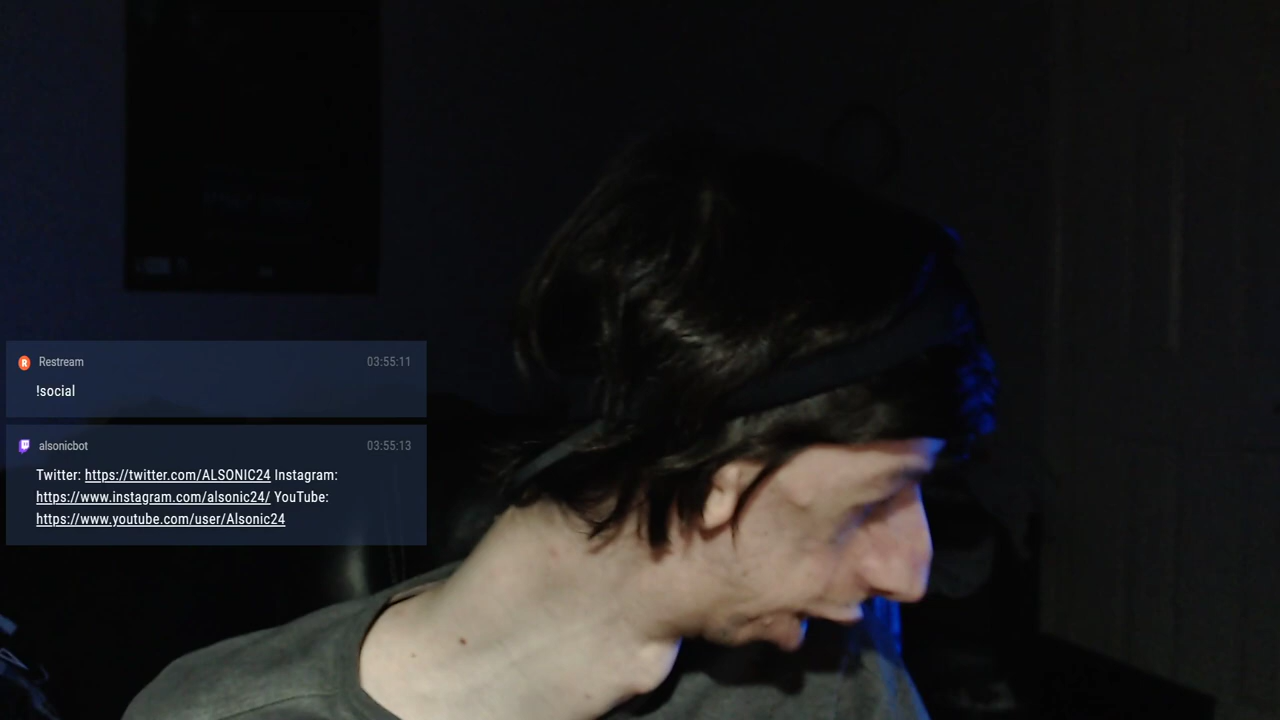 Restream 03:55:11
!social
alsonicbot 03:55:13
Twitter: https://twitter.com/ALSONIC24 Instagram:
https://www.instagram.com/alsonic24/ YouTube:
https://www.youtube.com/user/Alsonic24